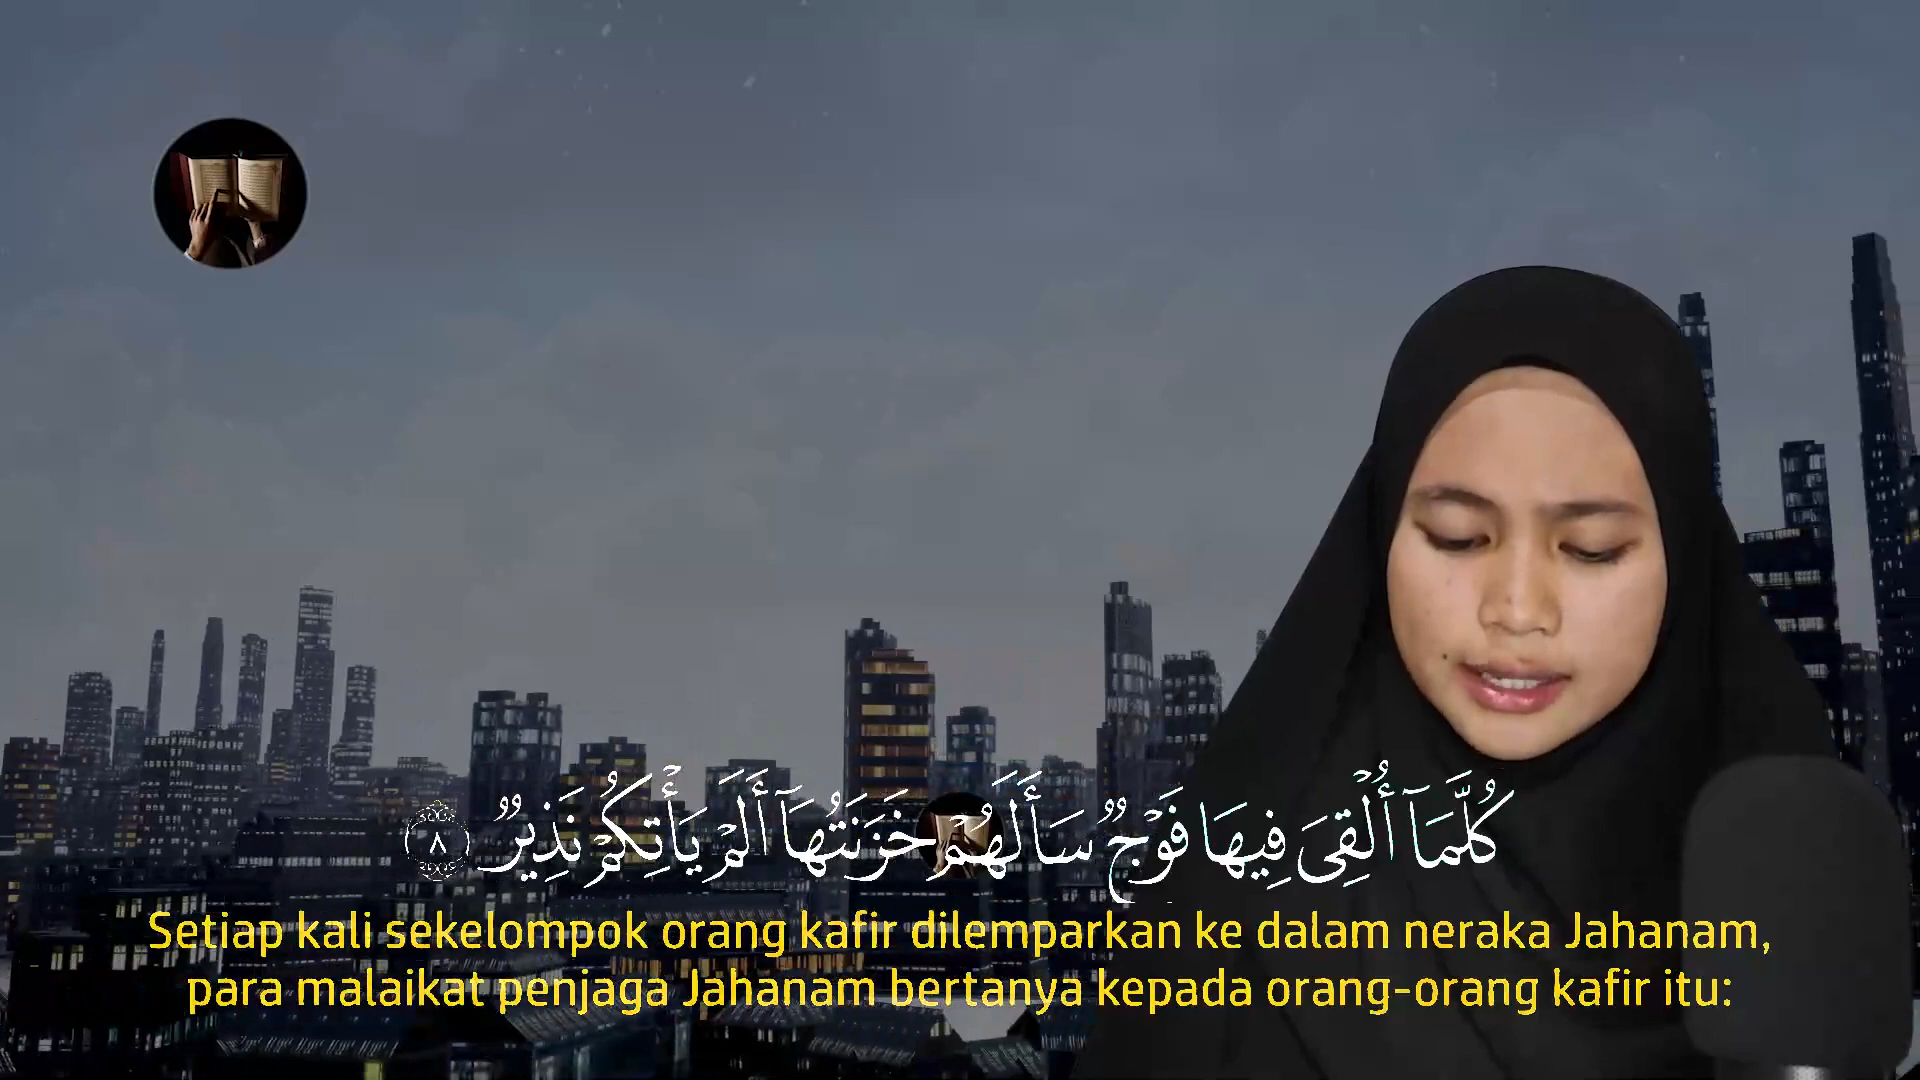 كُلَّمَآ أُلْقِىَ فِيهَا فَوْجٌ سَأَلَهُمْ خَزَنَتُهَآ أَلَمْ يَأْتِكُمْ نَذِيرٌ ۝٨
Setiap kali sekelompok orang kafir dilemparkan ke dalam neraka Jahanam,
para malaikat penjaga Jahanam bertanya kepada orang-orang kafir itu: